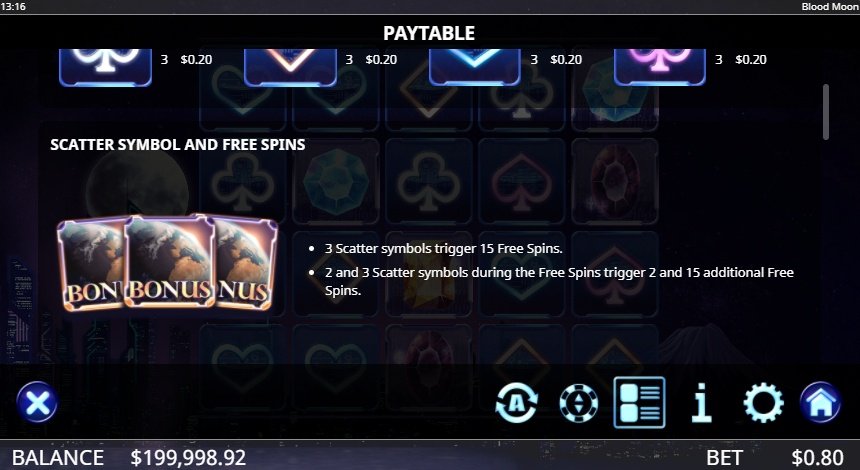 13:16 Blood Moon
PAYTABLE
3 $0.20 3 $0.20 3 $0.20 3 $0.20
SCATTER SYMBOL AND FREE SPINS
• 3 Scatter symbols trigger 15 Free Spins.
• 2 and 3 Scatter symbols during the Free Spins trigger 2 and 15 additional Free
Spins.
BON BONUS NUS
A
BALANCE $199,998.92 BET $0.80